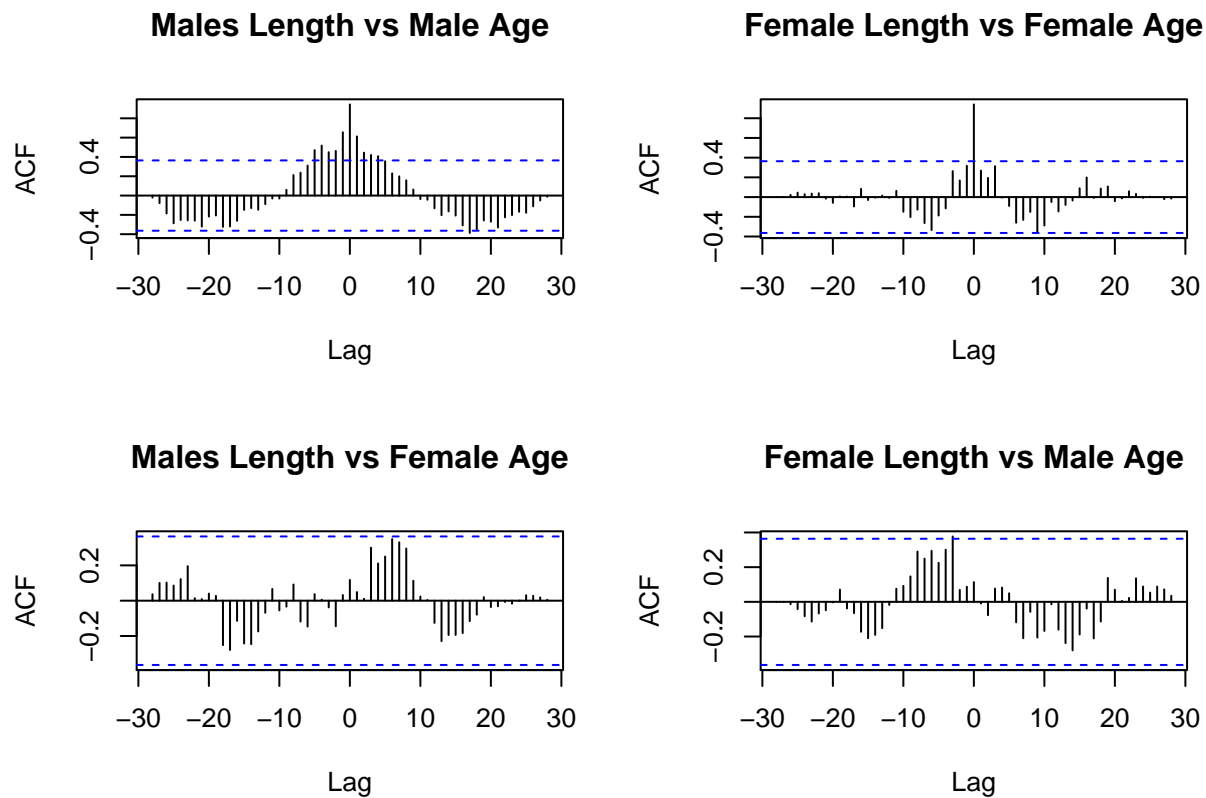 Males Length vs Male Age
ACF
0.4
−0.4
−30 −20 −10 0 10 20 30
Lag
Female Length vs Female Age
ACF
0.4
−0.4
−30 −20 −10 0 10 20 30
Lag
Males Length vs Female Age
ACF
0.2
−0.2
−30 −20 −10 0 10 20 30
Lag
Female Length vs Male Age
ACF
0.2
−0.2
−30 −20 −10 0 10 20 30
Lag